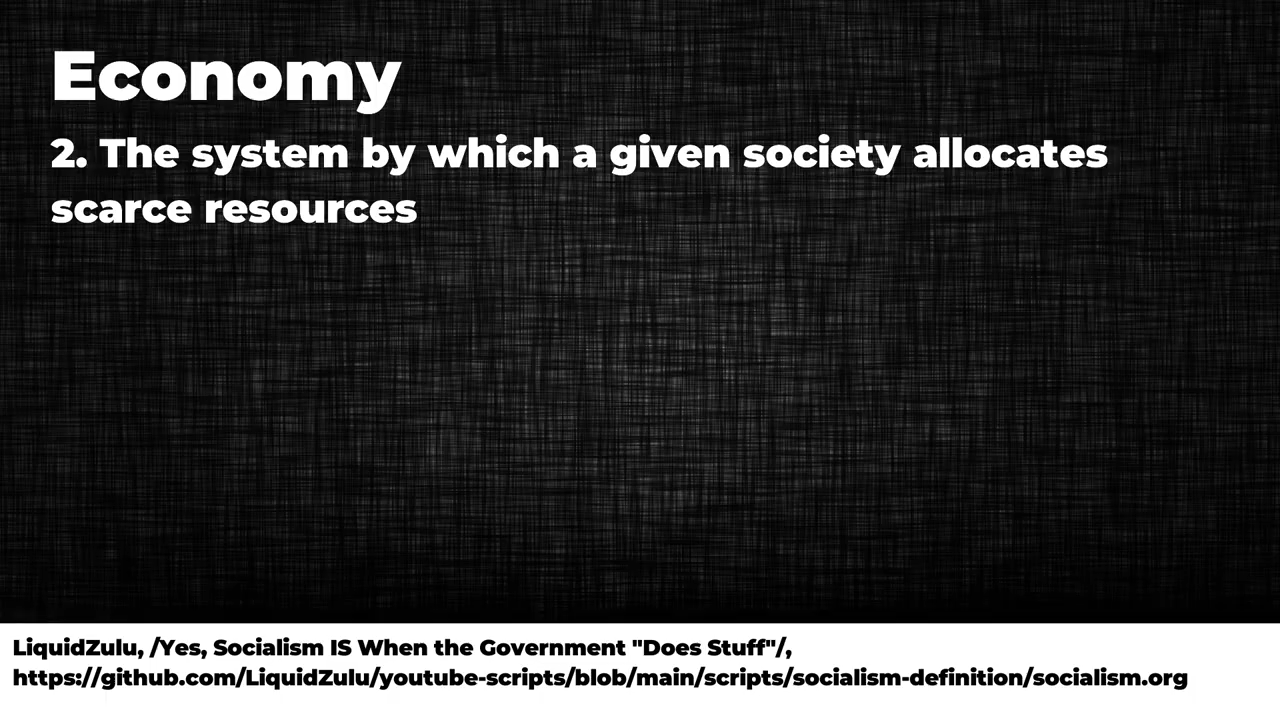 Economy
2. The system by which a given society allocates
scarce resources
LiquidZulu, /Yes, Socialism IS When the Government "Does Stuff"/,
https://github.com/LiquidZulu/youtube-scripts/blob/main/scripts/socialism-definition/socialism.org